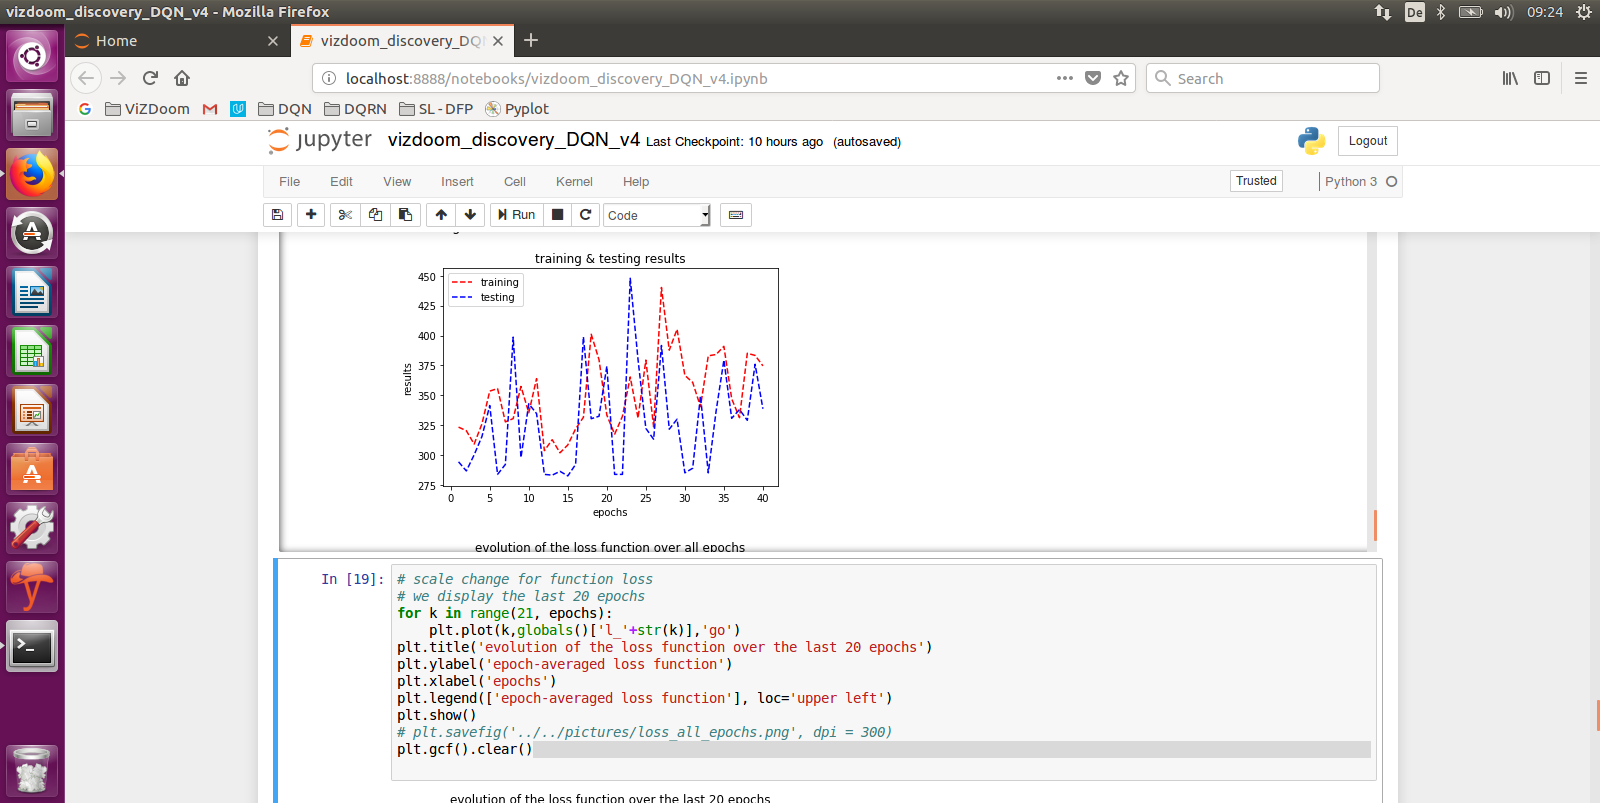 vizdoom_discovery_DQN_v4 - Mozilla Firefox
De
09:24
Home
vizdoom_discovery_DQ
localhost:8888/notebooks/vizdoom_discovery_DQN_v4.ipynb
Search
ViZDoom
DQN
DQRN
SL - DFP
Pyplot
jupyter
vizdoom_discovery_DQN_v4 Last Checkpoint: 10 hours ago (autosaved)
Logout
File Edit View Insert Cell Kernel Help
Trusted
Python 3
Run
Code
training & testing results
training
testing
450
425
400
375
350
325
300
275
results
0 5 10 15 20 25 30 35 40
epochs
evolution of the loss function over all epochs
In [19]:
# scale change for function loss
# we display the last 20 epochs
for k in range(21, epochs):
    plt.plot(k,globals()['l_'+str(k)],'go')
plt.title('evolution of the loss function over the last 20 epochs')
plt.ylabel('epoch-averaged loss function')
plt.xlabel('epochs')
plt.legend(['epoch-averaged loss function'], loc='upper left')
plt.show()
# plt.savefig('../../pictures/loss_all_epochs.png', dpi = 300)
plt.gcf().clear()
evolution of the loss function over the last 20 epochs